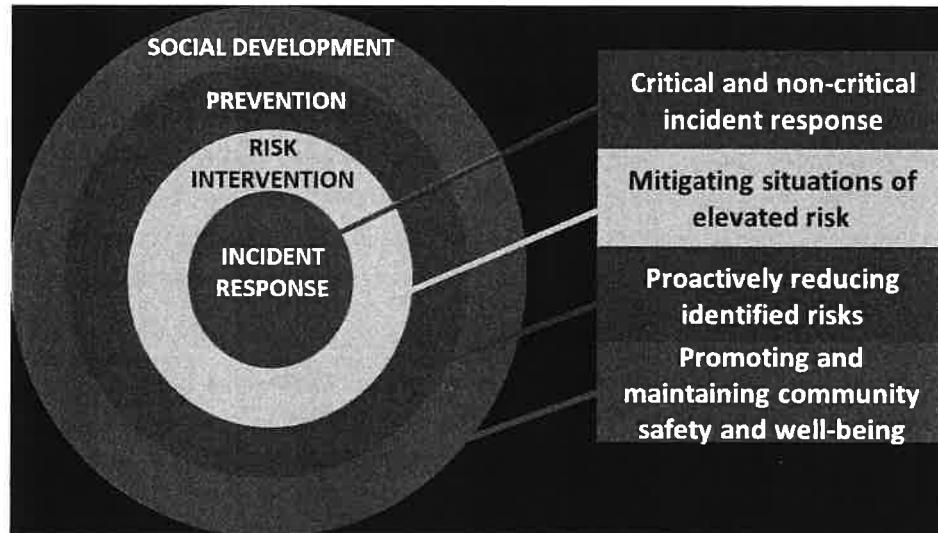 SOCIAL DEVELOPMENT
PREVENTION
RISK
INTERVENTION
INCIDENT
RESPONSE
Critical and non-critical
incident response
Mitigating situations of
elevated risk
Proactively reducing
identified risks
Promoting and
maintaining community
safety and well-being